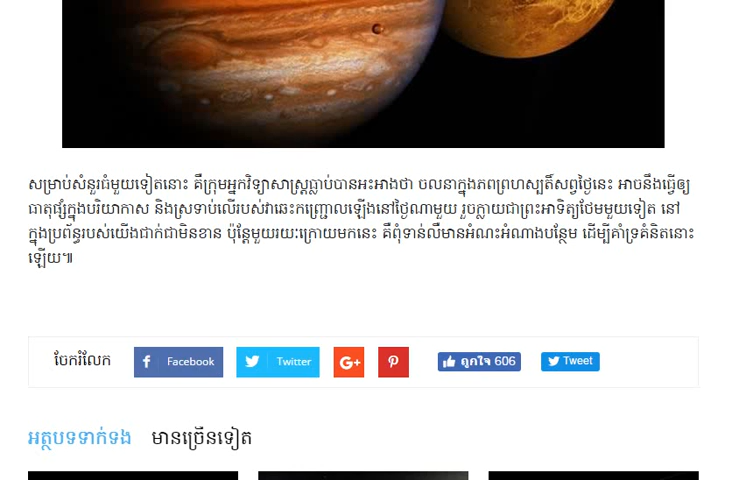 សម្រាប់សំនួរធំមួយទៀតនោះ គឺក្រុមអ្នកវិទ្យាសាស្ត្រធ្លាប់បានអះអាងថា ចលនាក្នុងភពព្រហស្បតិ៍សព្វថ្ងៃនេះ អាចនឹងធ្វើឲ្យ
ធាតុផ្សំក្នុងបរិយាកាស និងស្រទាប់លើរបស់វាឆេះកញ្ជ្រោលឡើងនៅថ្ងៃណាមួយ រួចក្លាយជាព្រះអាទិត្យថែមមួយទៀត នៅ
ក្នុងប្រព័ន្ធរបស់យើងជាក់ជាមិនខាន ប៉ុន្តែមួយរយៈក្រោយមកនេះ គឺពុំទាន់លឺមានអំណះអំណាងបន្ថែម ដើម្បីគាំទ្រគំនិតនោះ
ឡើយ៕
ចែករំលែក Facebook Twitter G+ ถูกใจ 606 Tweet
អត្ថបទទាក់ទង មានច្រើនទៀត